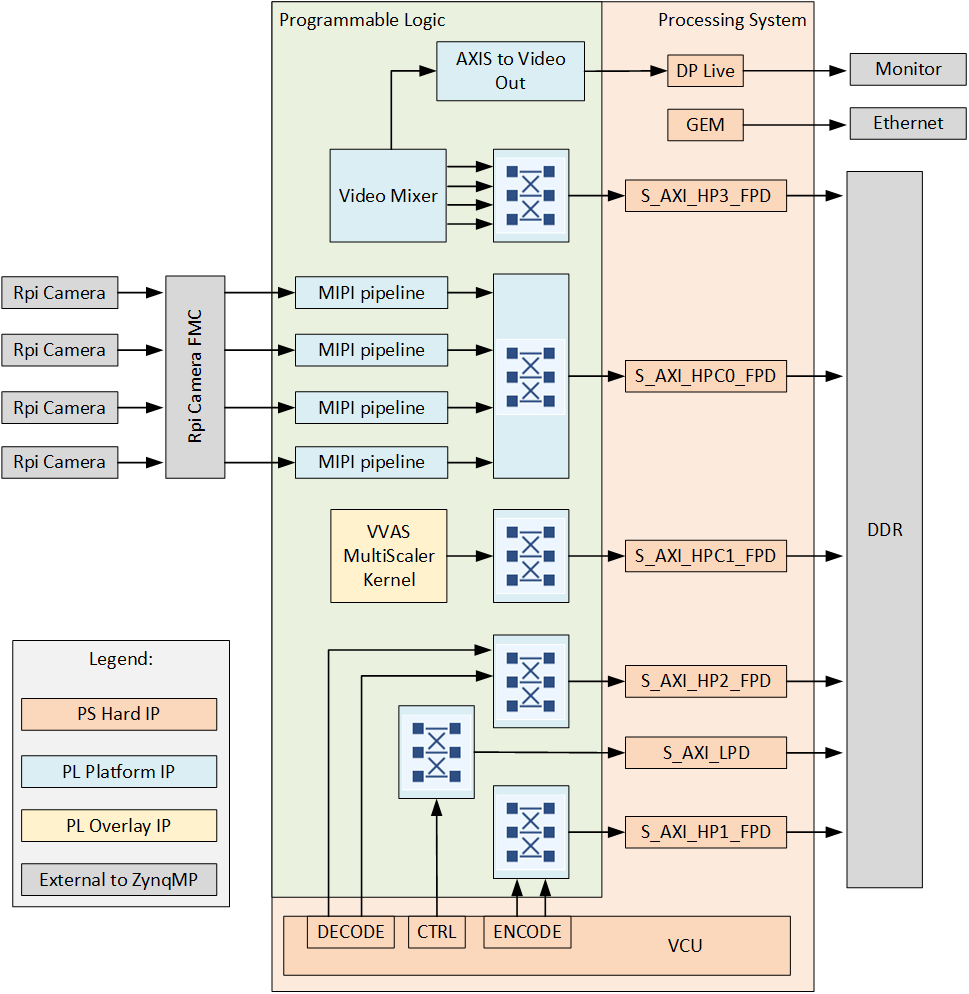 Programmable Logic
Processing System
AXIS to Video
Out
DP Live
Monitor
GEM
Ethernet
Video Mixer
S_AXI_HP3_FPD
Rpi Camera
Rpi Camera
Rpi Camera
Rpi Camera
Rpi Camera FMC
MIPI pipeline
MIPI pipeline
MIPI pipeline
MIPI pipeline
S_AXI_HPC0_FPD
DDR
VVAS
MultiScaler
Kernel
S_AXI_HPC1_FPD
S_AXI_HP2_FPD
S_AXI_LPD
S_AXI_HP1_FPD
Legend:
PS Hard IP
PL Platform IP
PL Overlay IP
External to ZynqMP
DECODE
CTRL
ENCODE
VCU